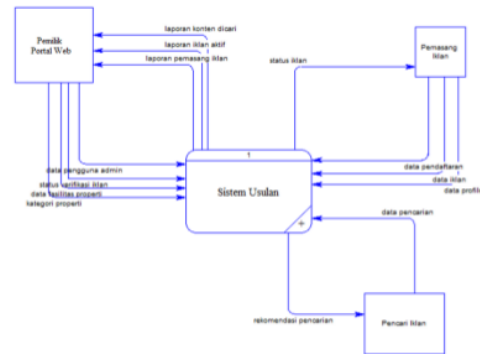 laporan konten dicari
Pemilik
Portal Web
laporan iklan aktif
laporan pemasang iklan
status iklan
Pemasang
Iklan
1
data pengguna admin
status verifikasi iklan
data fasilitas properti
kategori properti
Sistem Usulan
data pendaftaran
data iklan
data profile
data pencarian
+
rekomendasi pencarian
Pencari Iklan